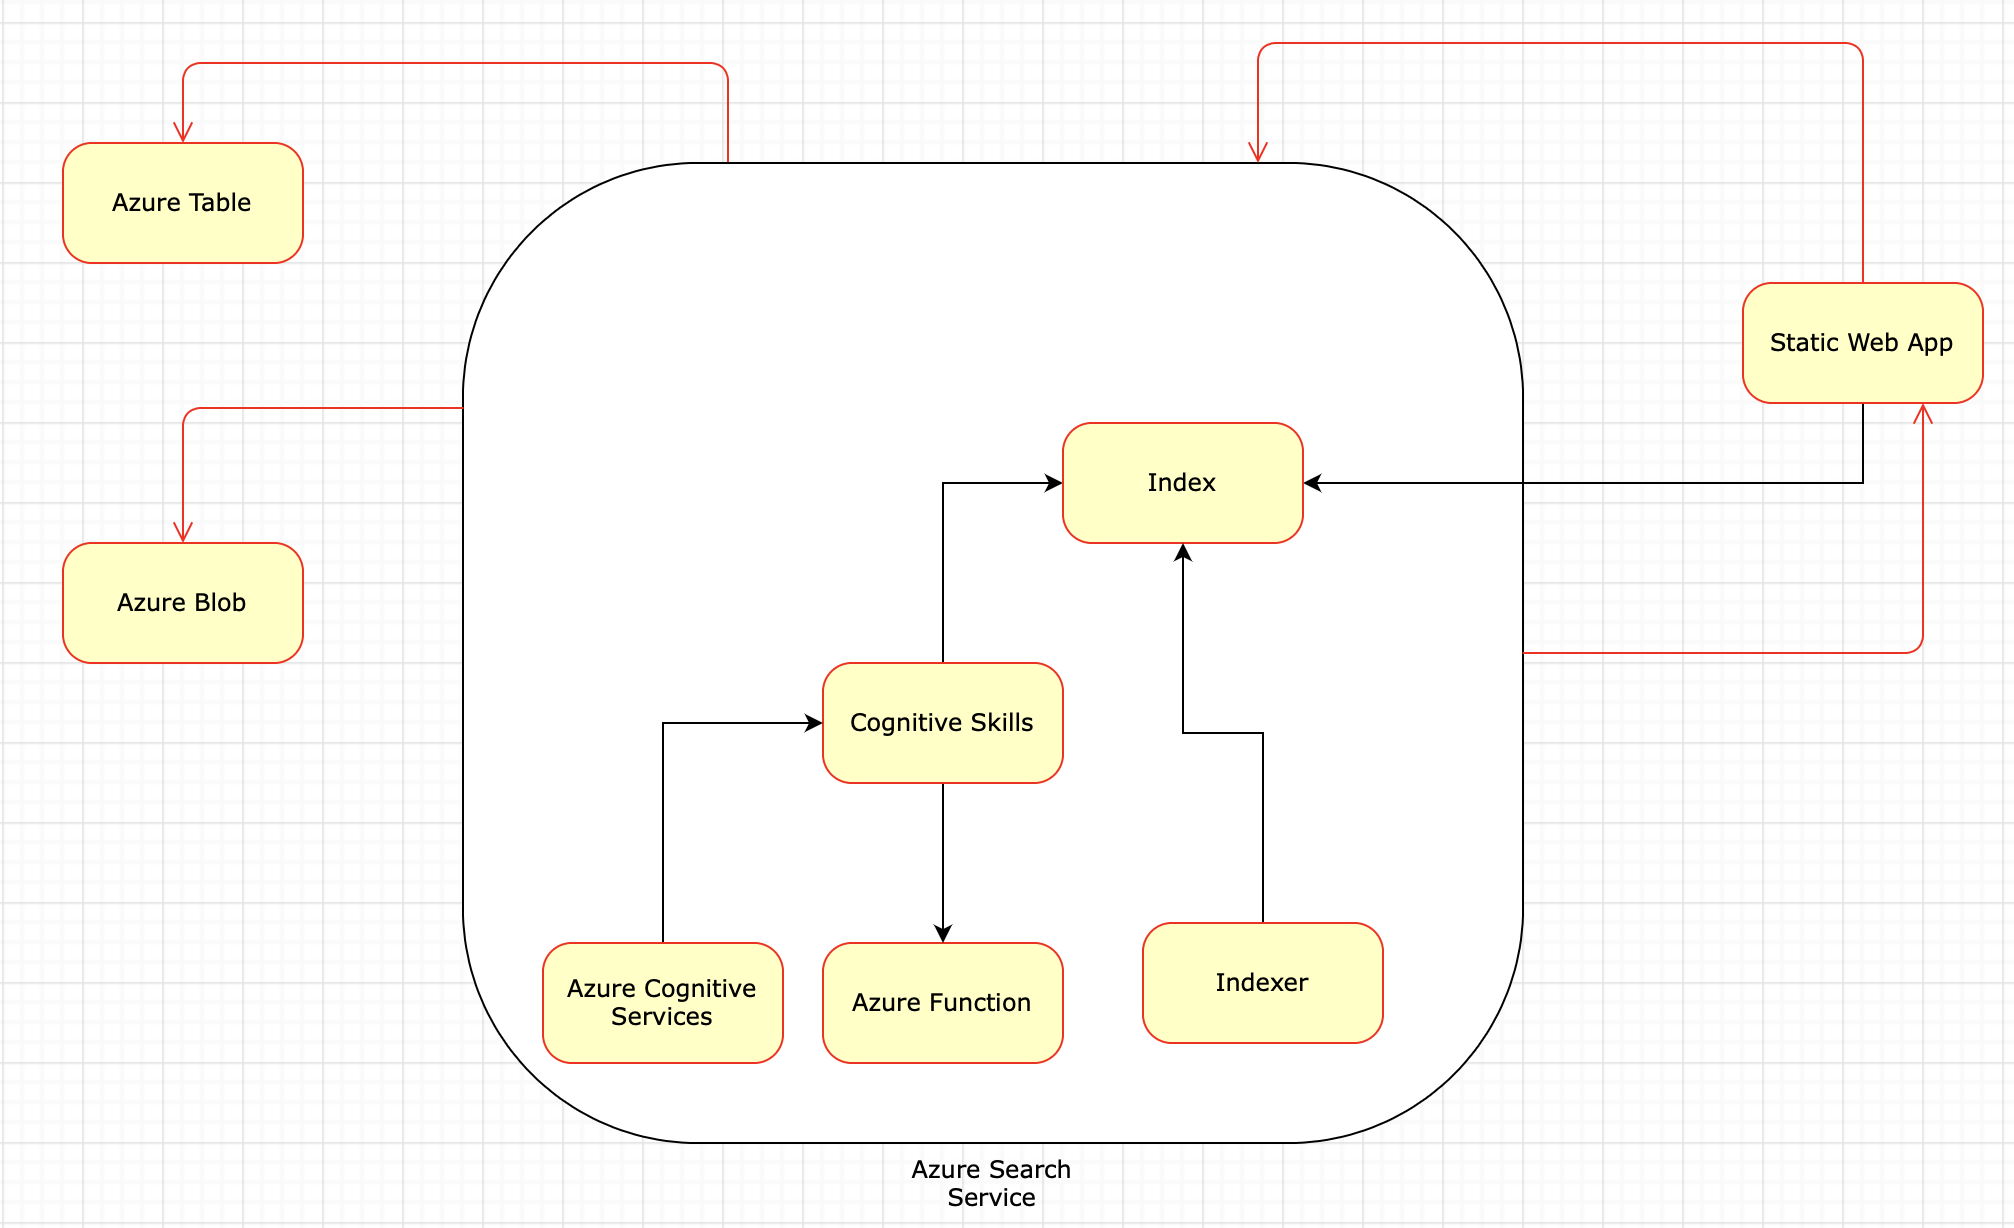 Azure Table
Static Web App
Index
Azure Blob
Cognitive Skills
Azure Cognitive
Services
Azure Function
Indexer
Azure Search
Service